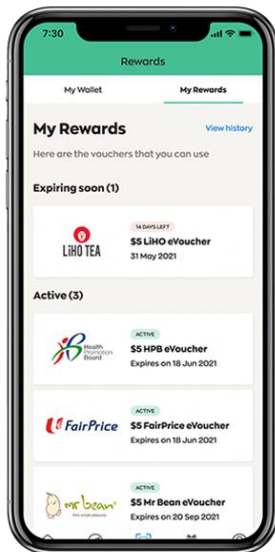 7:30
Rewards
My Wallet
My Rewards
My Rewards
View history
Here are the vouchers that you can use
Expiring soon (1)
14 DAYS LEFT
LiHO TEA
$5 LiHO eVoucher
31 May 2021
Active (3)
ACTIVE
Health
Promotion
Board
$5 HPB eVoucher
Expires on 18 Jun 2021
ACTIVE
FairPrice
$5 FairPrice eVoucher
Expires on 18 Jun 2021
ACTIVE
mr bean
$5 Mr Bean eVoucher
Expires on 20 Sep 2021